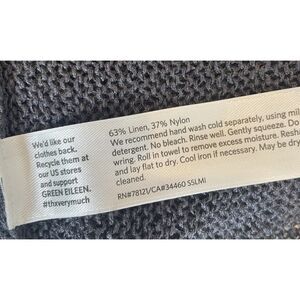 We'd like our
clothes back.
Recycle them at
our US stores
and support
GREEN EILEEN.
#thxverymuch
63% Linen, 37% Nylon
We recommend hand wash cold separately, using mil
detergent. No bleach. Rinse well. Gently squeeze. Do
wring. Roll in towel to remove excess moisture. Resh
and lay flat to dry. Cool iron if necessary. May be dry
cleaned.
RN#78121/CA#34460 SSLMI